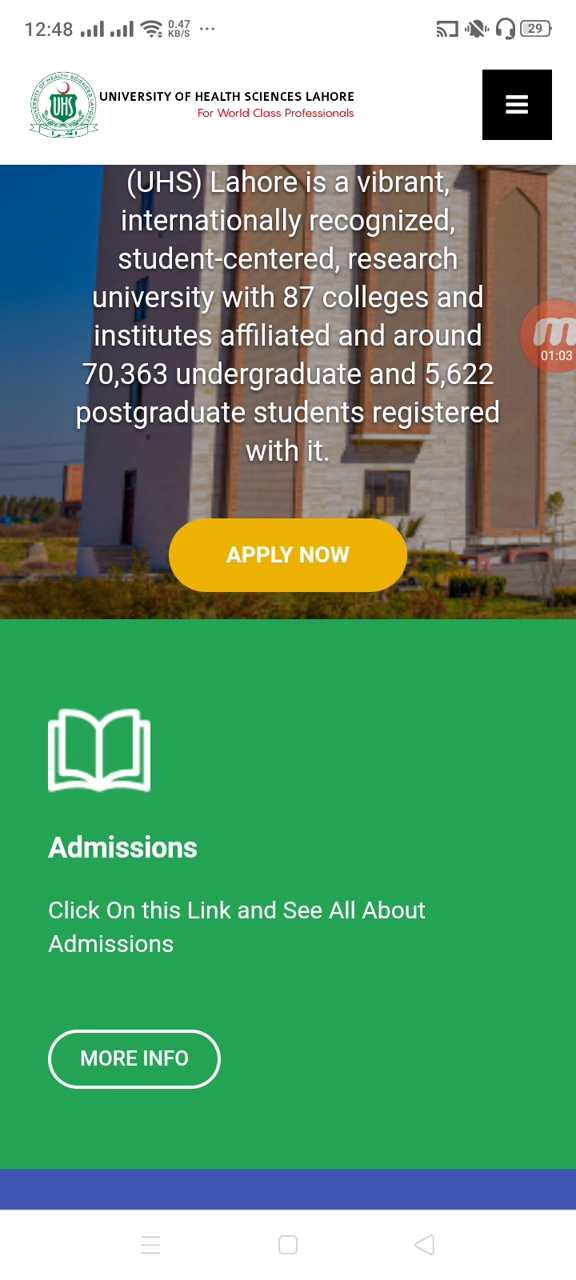 12:48
0.47
KB/S
29
UHS
UNIVERSITY OF HEALTH SCIENCES LAHORE
For World Class Professionals
(UHS) Lahore is a vibrant,
internationally recognized,
student-centered, research
university with 87 colleges and
institutes affiliated and around
70,363 undergraduate and 5,622
postgraduate students registered
with it.
01:03
APPLY NOW
Admissions
Click On this Link and See All About
Admissions
MORE INFO